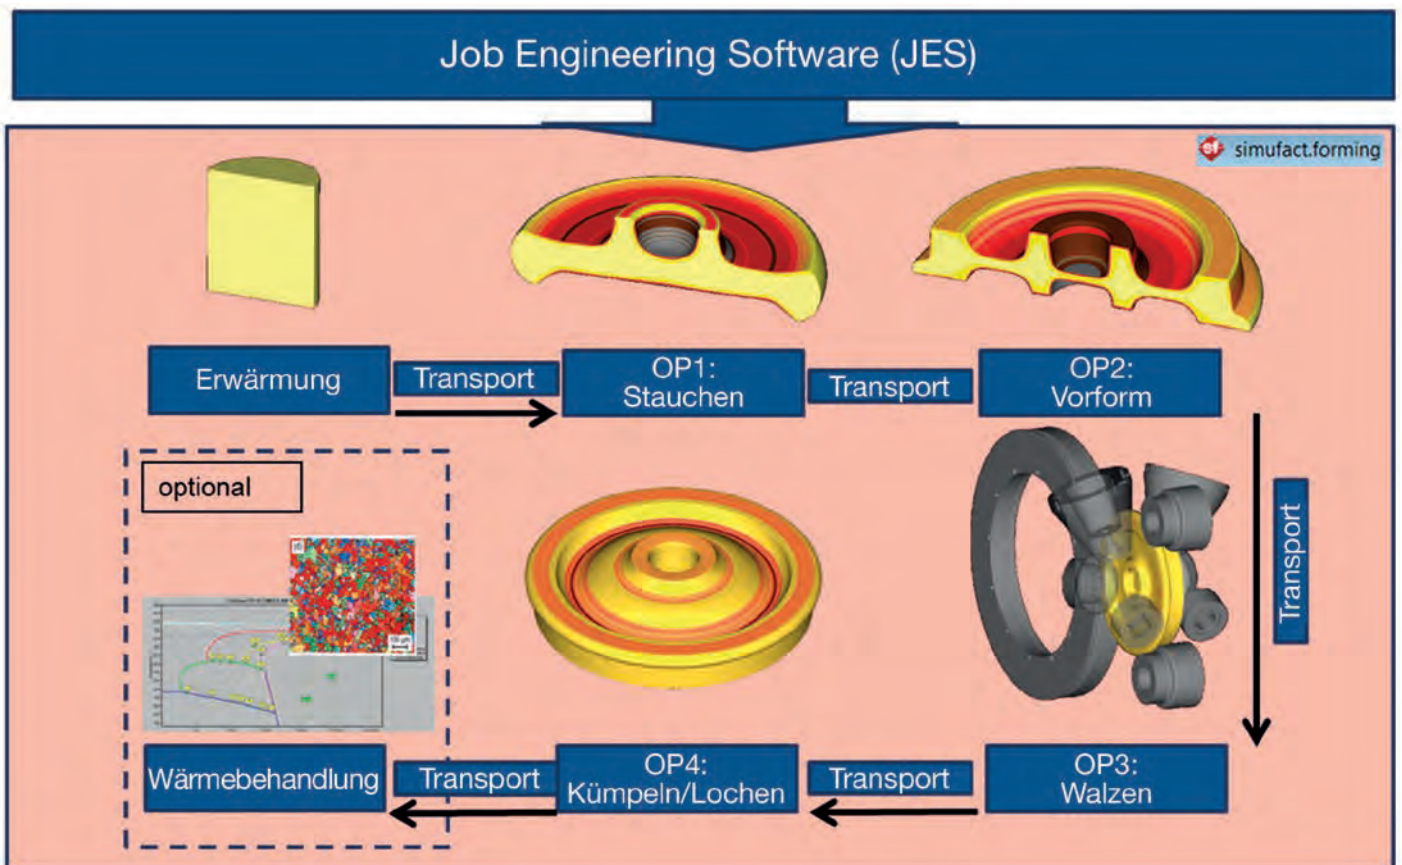 Job Engineering Software (JES)
simufact.forming
Erwärmung
Transport
OP1:
Stauchen
Transport
OP2:
Vorform
Transport
optional
Wärmebehandlung
Transport
OP4:
Kümpeln/Lochen
Transport
OP3:
Walzen